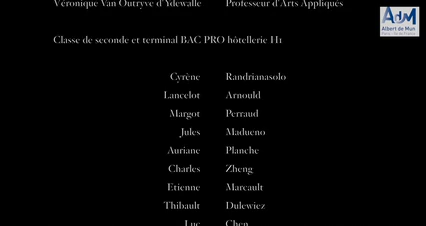 Véronique Van Outryve d'Ydewalle Professeur d'Arts Appliqués
AdM
Albert de Mun
Classe de seconde et terminal BAC PRO hôtellerie H1
Cyrène Randrianasolo
Lancelot Arnould
Margot Perraud
Jules Madueno
Auriane Planche
Charles Zheng
Etienne Marcault
Thibault Dulewiez
Luc Chen